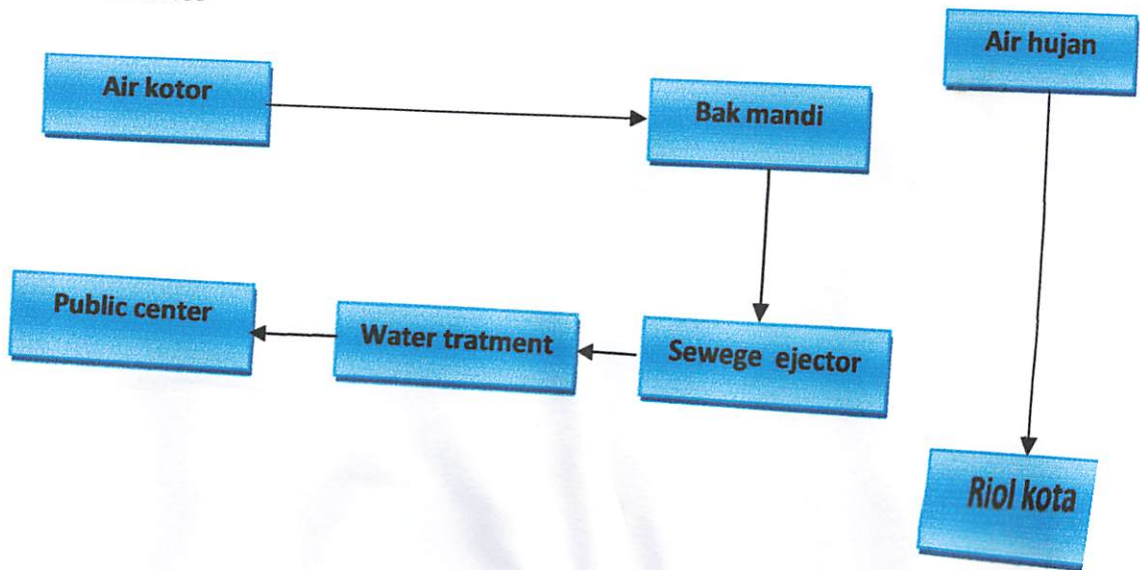 Air kotor
Bak mandi
Air hujan
Public center
Water tratment
Sewege ejector
Riol kota